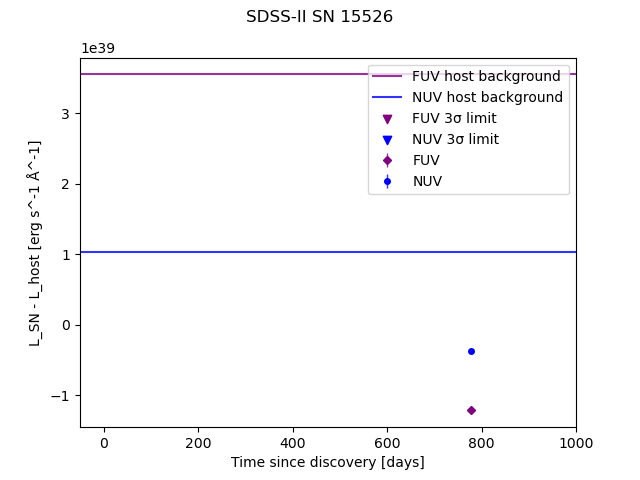 SDSS-II SN 15526
1e39
FUV host background
NUV host background
FUV 3σ limit
NUV 3σ limit
FUV
NUV
3
2
1
0
−1
L_SN - L_host [erg s^-1 Å^-1]
0 200 400 600 800 1000
Time since discovery [days]